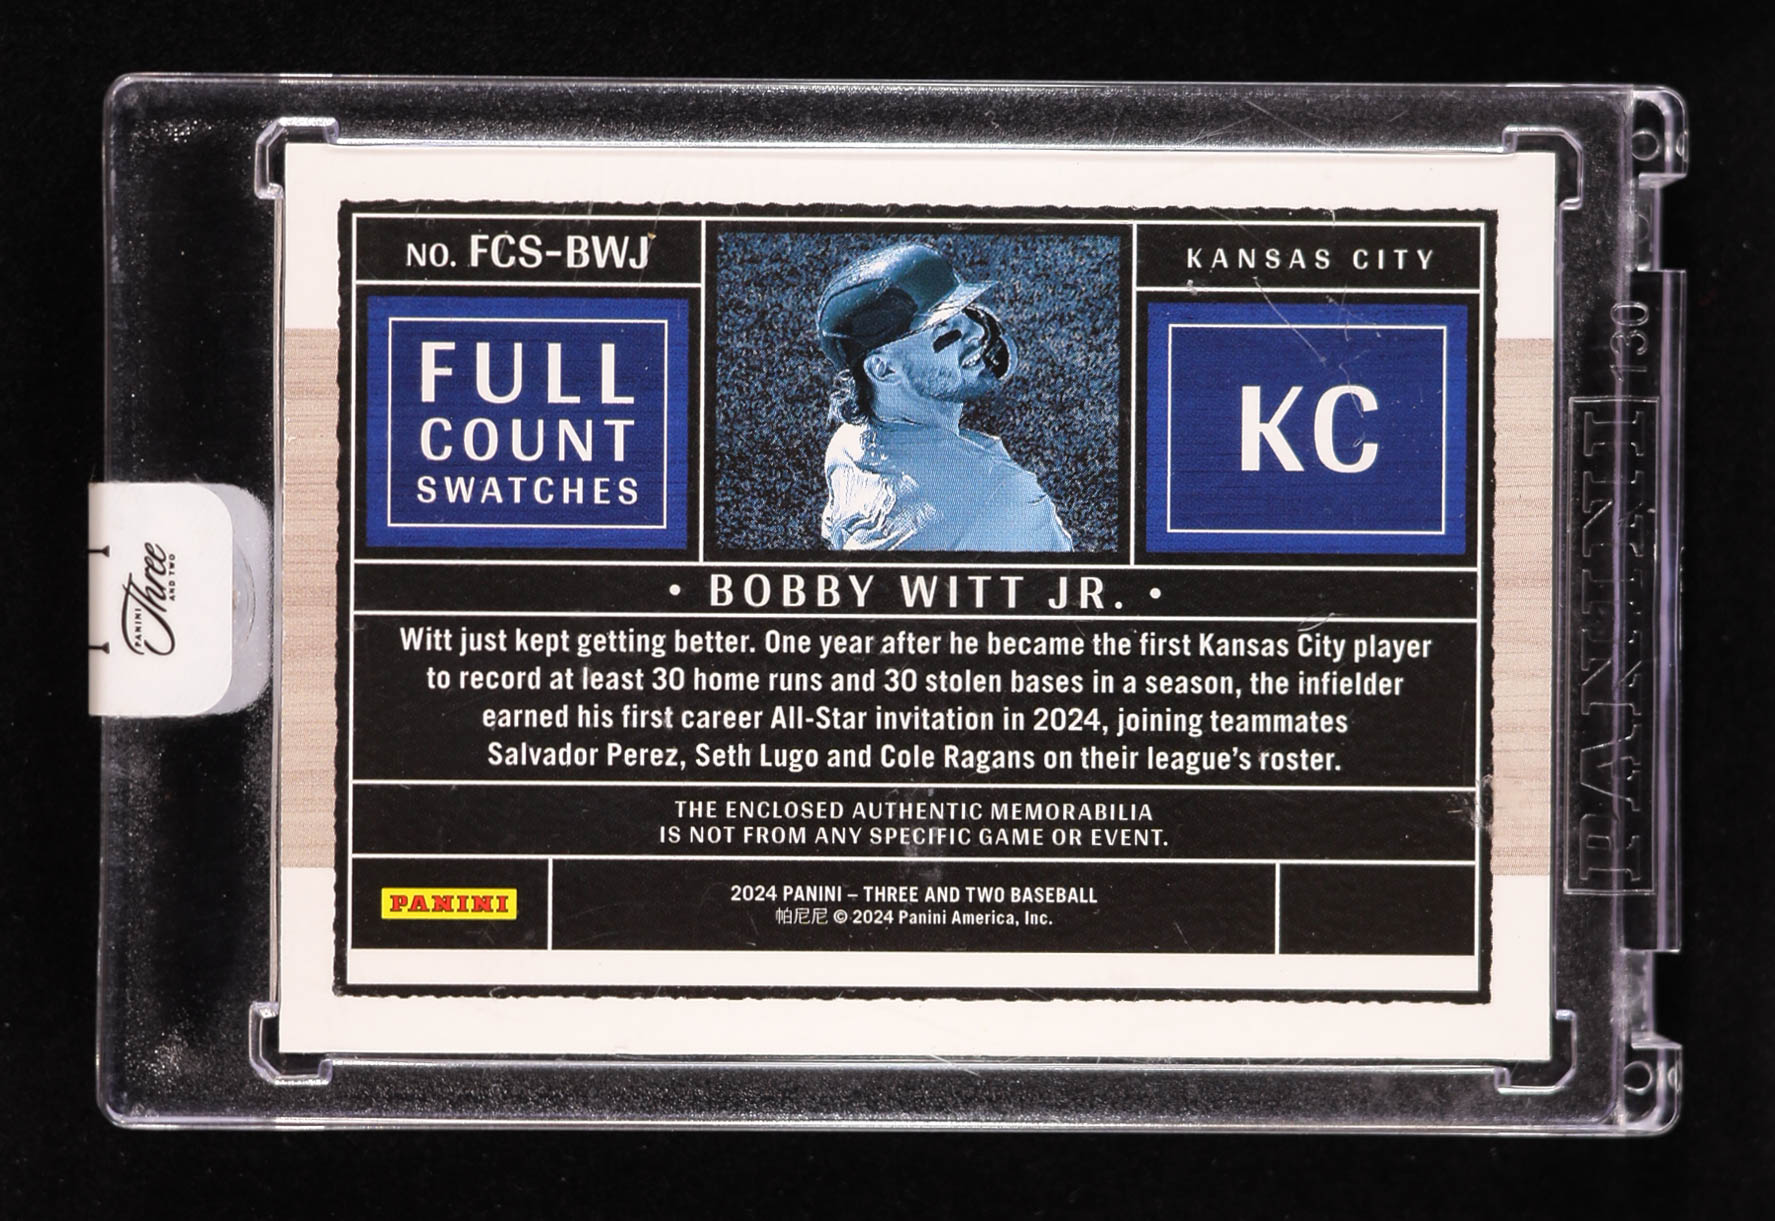 NO. FCS-BWJ
FULL
COUNT
SWATCHES
KANSAS CITY
KC
• BOBBY WITT JR. •
Witt just kept getting better. One year after he became the first Kansas City player
to record at least 30 home runs and 30 stolen bases in a season, the infielder
earned his first career All-Star invitation in 2024, joining teammates
Salvador Perez, Seth Lugo and Cole Ragans on their league's roster.
THE ENCLOSED AUTHENTIC MEMORABILIA
IS NOT FROM ANY SPECIFIC GAME OR EVENT.
PANINI
2024 PANINI – THREE AND TWO BASEBALL
帕尼尼 © 2024 Panini America, Inc.
PANINI
Three
AND TWO
PANINI 130